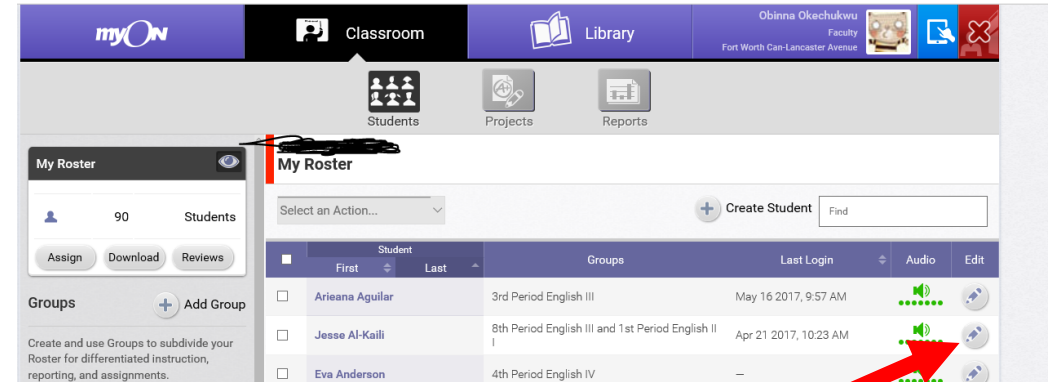 myON
Classroom
Library
Obinna Okechukwu
Faculty
Fort Worth Can-Lancaster Avenue
Students
Projects
Reports
My Roster
90 Students
Assign Download Reviews
Groups
Add Group
Create and use Groups to subdivide your
Roster for differentiated instruction,
reporting, and assignments.
My Roster
Select an Action...
Create Student
Find
Student
First Last Groups Last Login Audio Edit
Arieana Aguilar 3rd Period English III May 16 2017, 9:57 AM
Jesse Al-Kaili 8th Period English III and 1st Period English II Apr 21 2017, 10:23 AM
I
Eva Anderson 4th Period English IV –